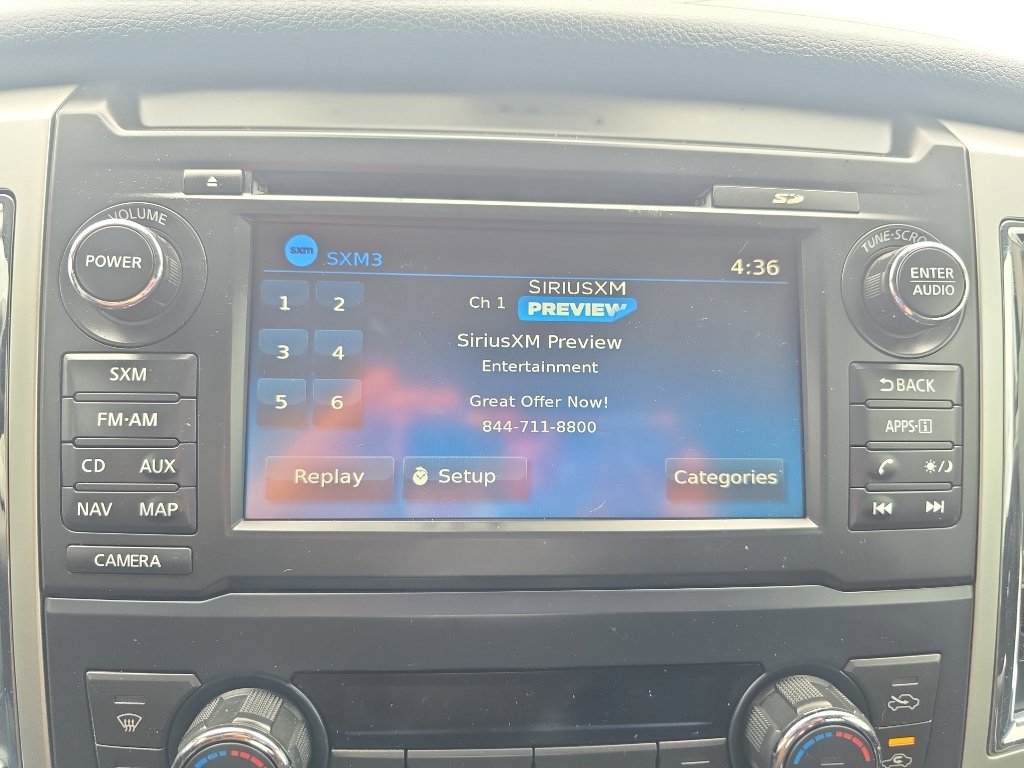 VOLUME
POWER
SXM
FM·AM
CD AUX
NAV MAP
CAMERA
SD
sxm SXM3
4:36
1 2
3 4
5 6
Ch 1
SIRIUSXM
PREVIEW
SiriusXM Preview
Entertainment
Great Offer Now!
844-711-8800
Replay
Setup
Categories
TUNE·SCRO
ENTER
AUDIO
BACK
APPS·i